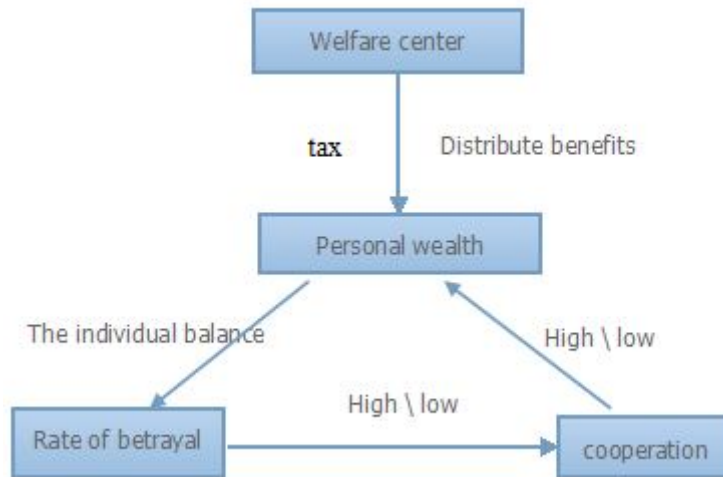 Welfare center
tax
Distribute benefits
Personal wealth
The individual balance
High \ low
High \ low
Rate of betrayal
cooperation